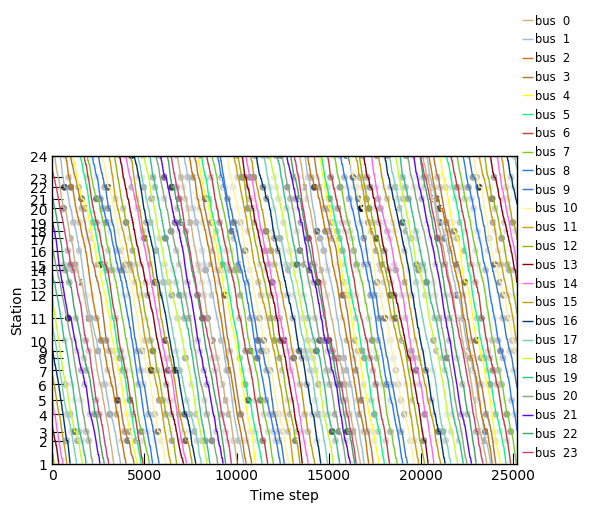 bus 0
bus 1
bus 2
bus 3
bus 4
bus 5
bus 6
bus 7
bus 8
bus 9
bus 10
bus 11
bus 12
bus 13
bus 14
bus 15
bus 16
bus 17
bus 18
bus 19
bus 20
bus 21
bus 22
bus 23
24
23
22
21
20
19
18
17
16
15
14
13
12
11
10
9
8
7
6
5
4
3
2
1
Station
0 5000 10000 15000 20000 25000
Time step